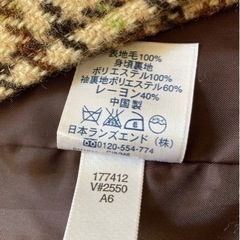 表地毛100%
身頃裏地
ポリエステル100%
袖裏地ポリエステル60%
レーヨン40%
中国製
日本ランズエンド(株)
0120-554-774
177412
V#2550
A6